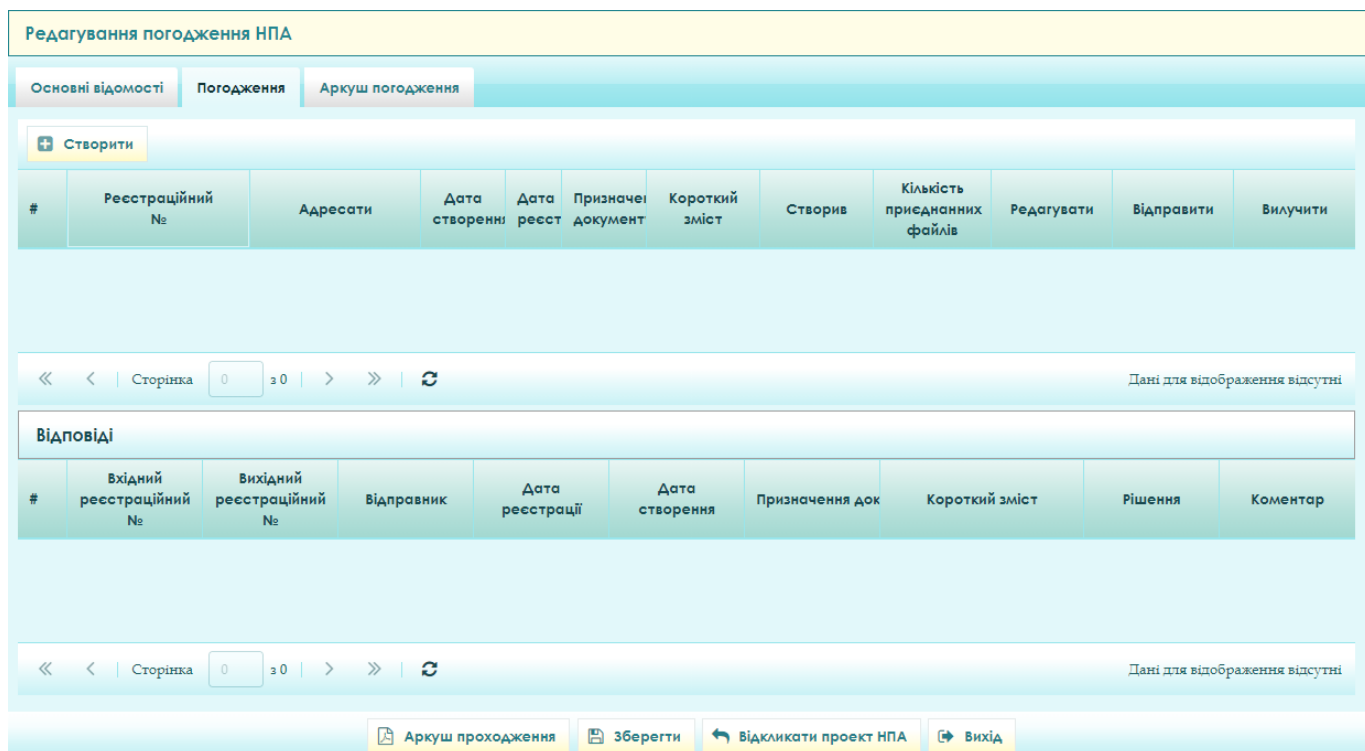 Редагування погодження НПА
Основні відомості Погодження Аркуш погодження
Створити
# Реєстраційний № Адресати Дата створення Дата реєст Призначен документ Короткий зміст Створив Кількість приєднанних файлів Редагувати Відправити Вилучити
Сторінка 0 з 0 Дані для відображення відсутні
Відповіді
# Вхідний реєстраційний № Вихідний реєстраційний № Відправник Дата реєстрації Дата створення Призначення док Короткий зміст Рішення Коментар
Сторінка 0 з 0 Дані для відображення відсутні
Аркуш проходження Зберегти Відкликати проект НПА Вихід